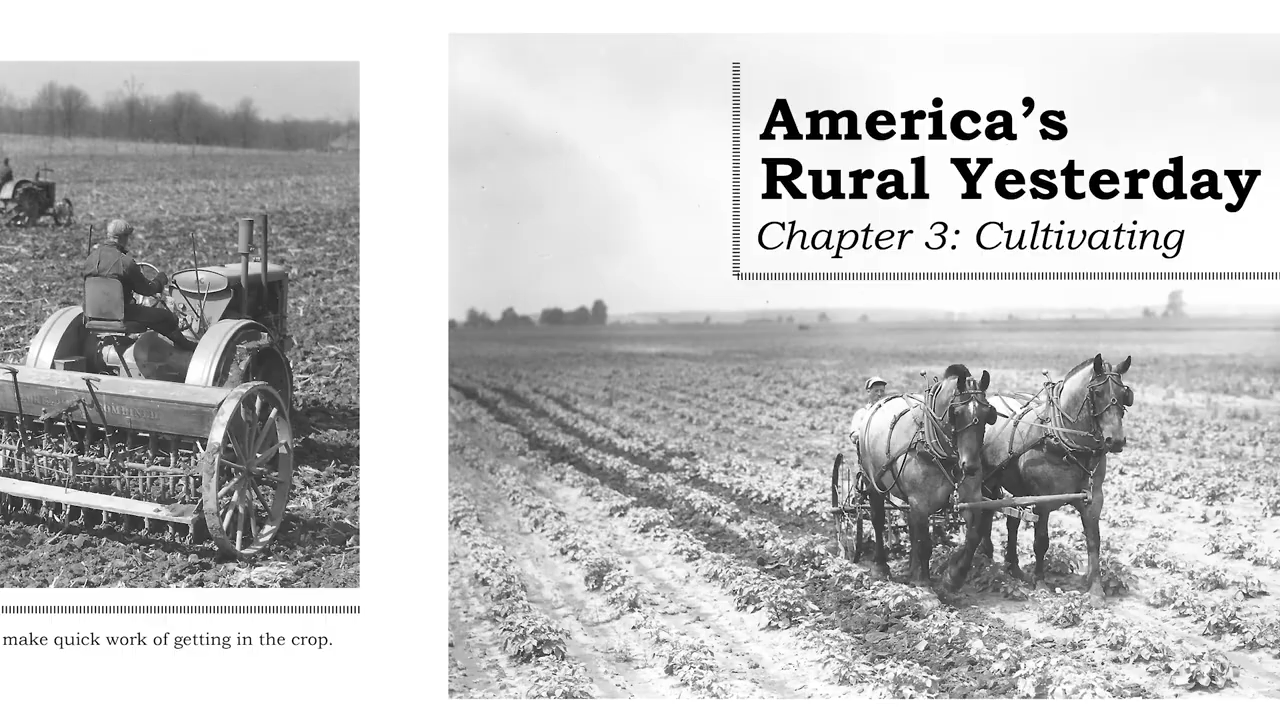 make quick work of getting in the crop.
America’s
Rural Yesterday
Chapter 3: Cultivating